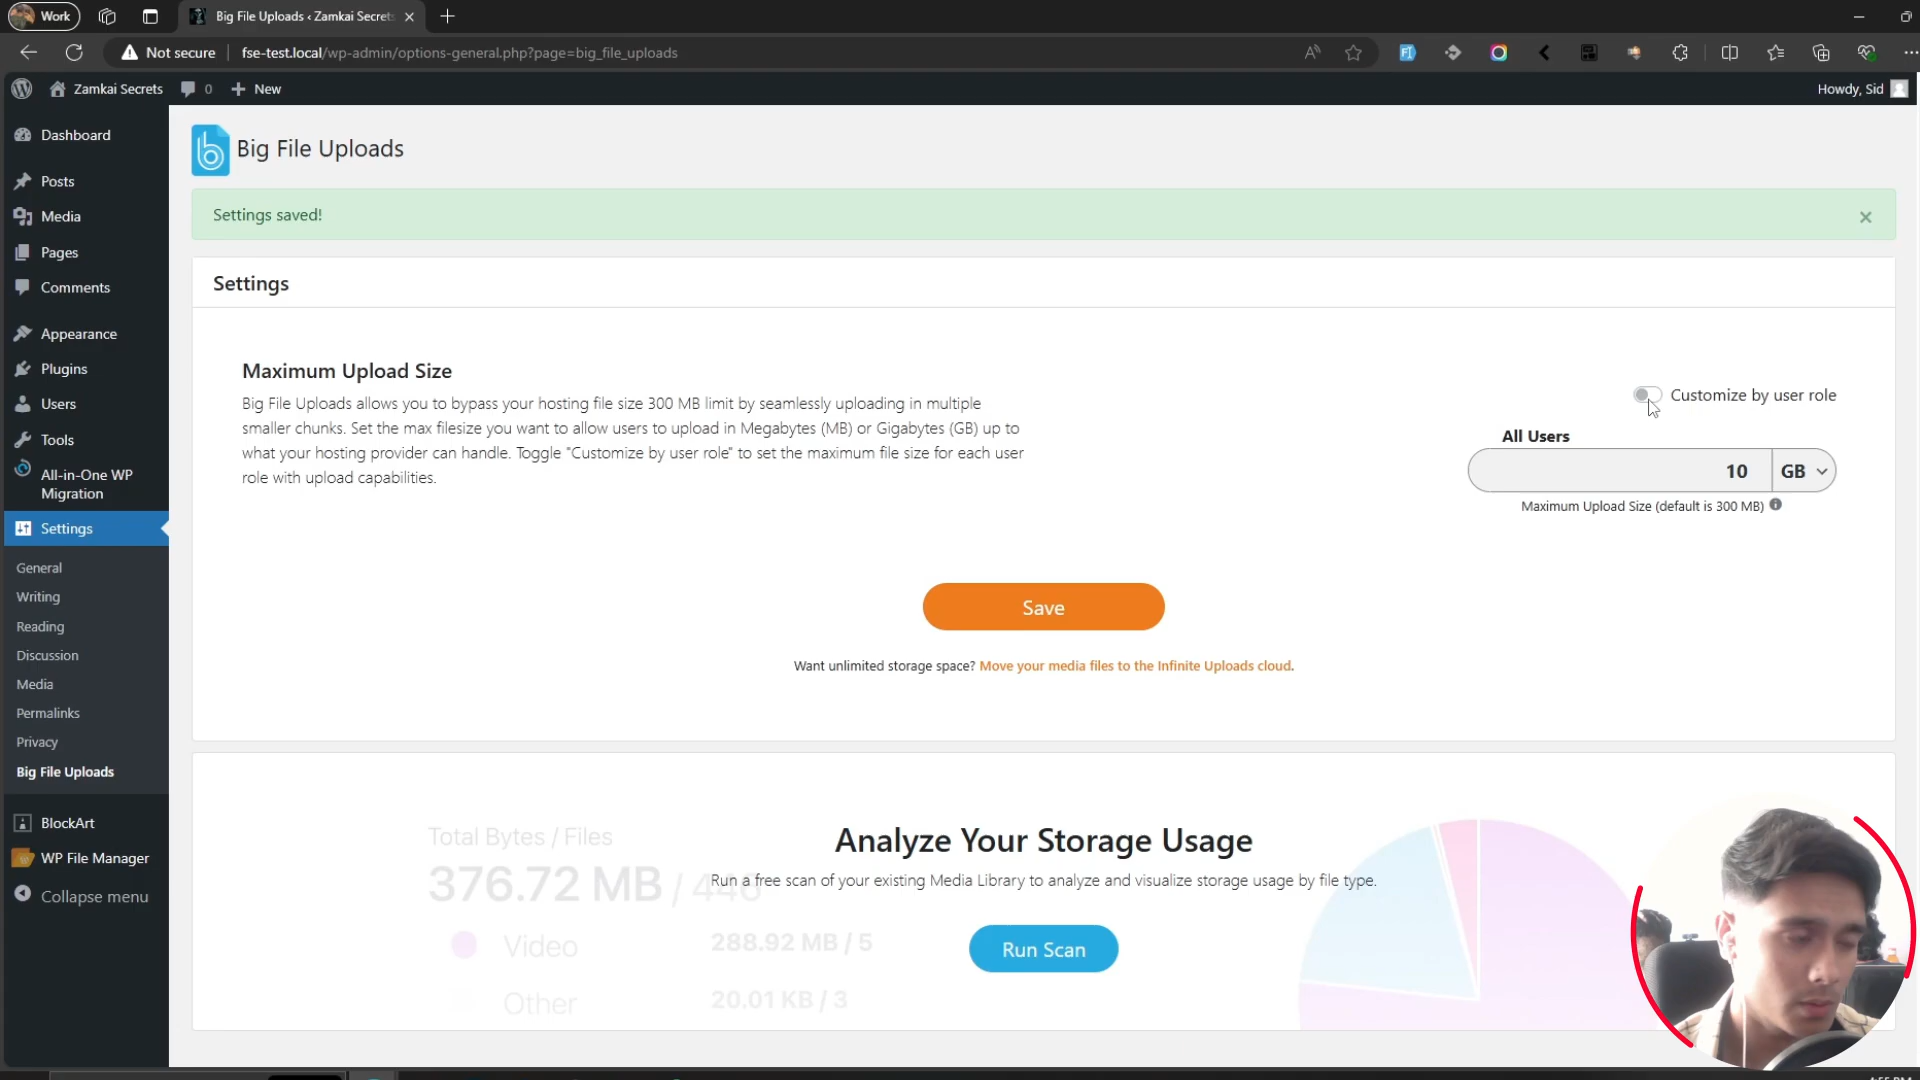 Work
Big File Uploads ‹ Zamkai Secrets
Not secure
fse-test.local/wp-admin/options-general.php?page=big_file_uploads
Zamkai Secrets
0
New
Howdy, Sid
Dashboard
Posts
Media
Pages
Comments
Appearance
Plugins
Users
Tools
All-in-One WP
Migration
Settings
General
Writing
Reading
Discussion
Media
Permalinks
Privacy
Big File Uploads
BlockArt
WP File Manager
Collapse menu
Big File Uploads
Settings saved!
Settings
Maximum Upload Size
Big File Uploads allows you to bypass your hosting file size 300 MB limit by seamlessly uploading in multiple
smaller chunks. Set the max filesize you want to allow users to upload in Megabytes (MB) or Gigabytes (GB) up to
what your hosting provider can handle. Toggle "Customize by user role" to set the maximum file size for each user
role with upload capabilities.
Customize by user role
All Users
10 GB
Maximum Upload Size (default is 300 MB)
Save
Want unlimited storage space? Move your media files to the Infinite Uploads cloud.
Analyze Your Storage Usage
Run a free scan of your existing Media Library to analyze and visualize storage usage by file type.
Run Scan
Total Bytes / Files
376.72 MB / 446
Video 288.92 MB / 5
Other 20.01 KB / 3